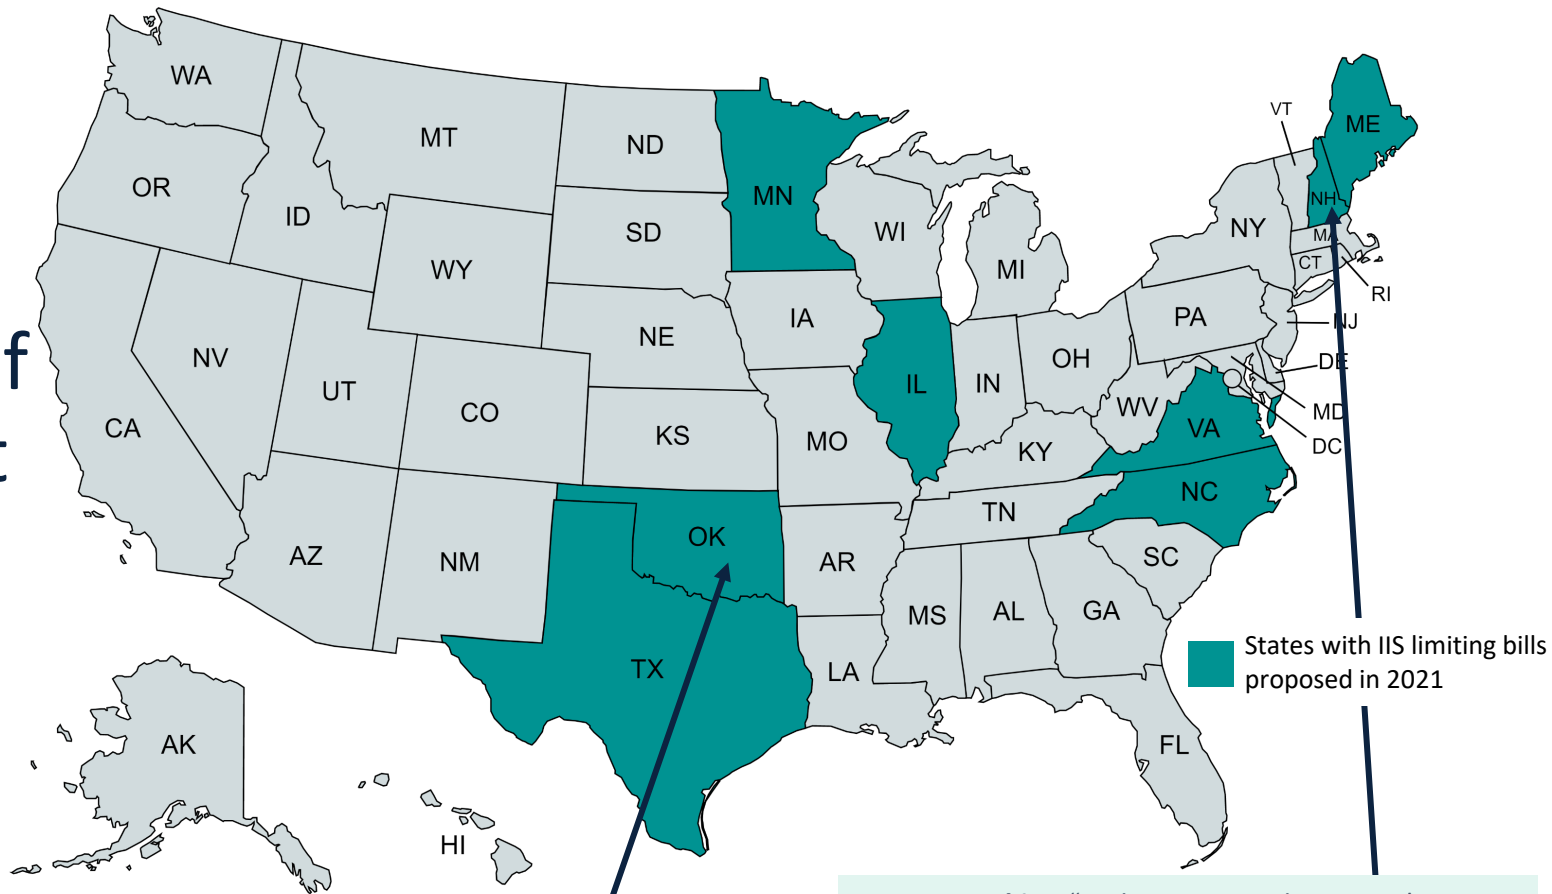 WA
MT
ND
MN
ME
VT
NH
OR
ID
SD
WI
NY
MA
WY
MI
CT
RI
IA
PA
NJ
NE
OH
DE
NV
IL
IN
UT
WV
MD
CO
VA
DC
CA
KS
MO
KY
NC
TN
OK
AZ
NM
AR
SC
MS
AL
GA
TX
LA
States with IIS limiting bills
proposed in 2021
AK
FL
HI
f
t